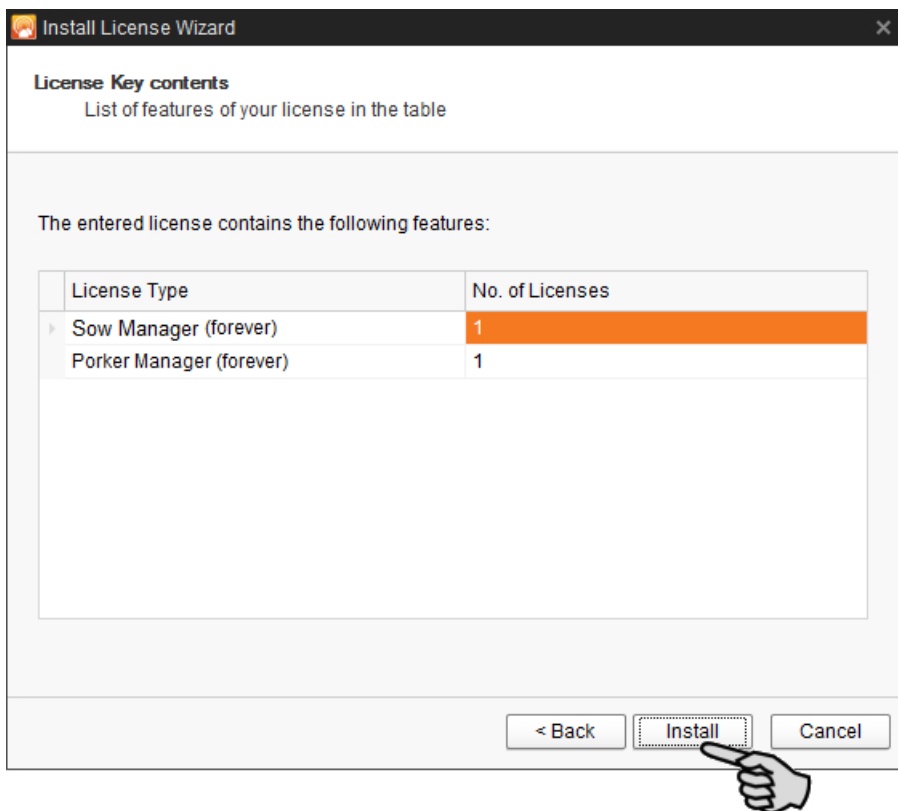 Install License Wizard
License Key contents
List of features of your license in the table
The entered license contains the following features:
License Type No. of Licenses
Sow Manager (forever) 1
Porker Manager (forever) 1
< Back Install Cancel